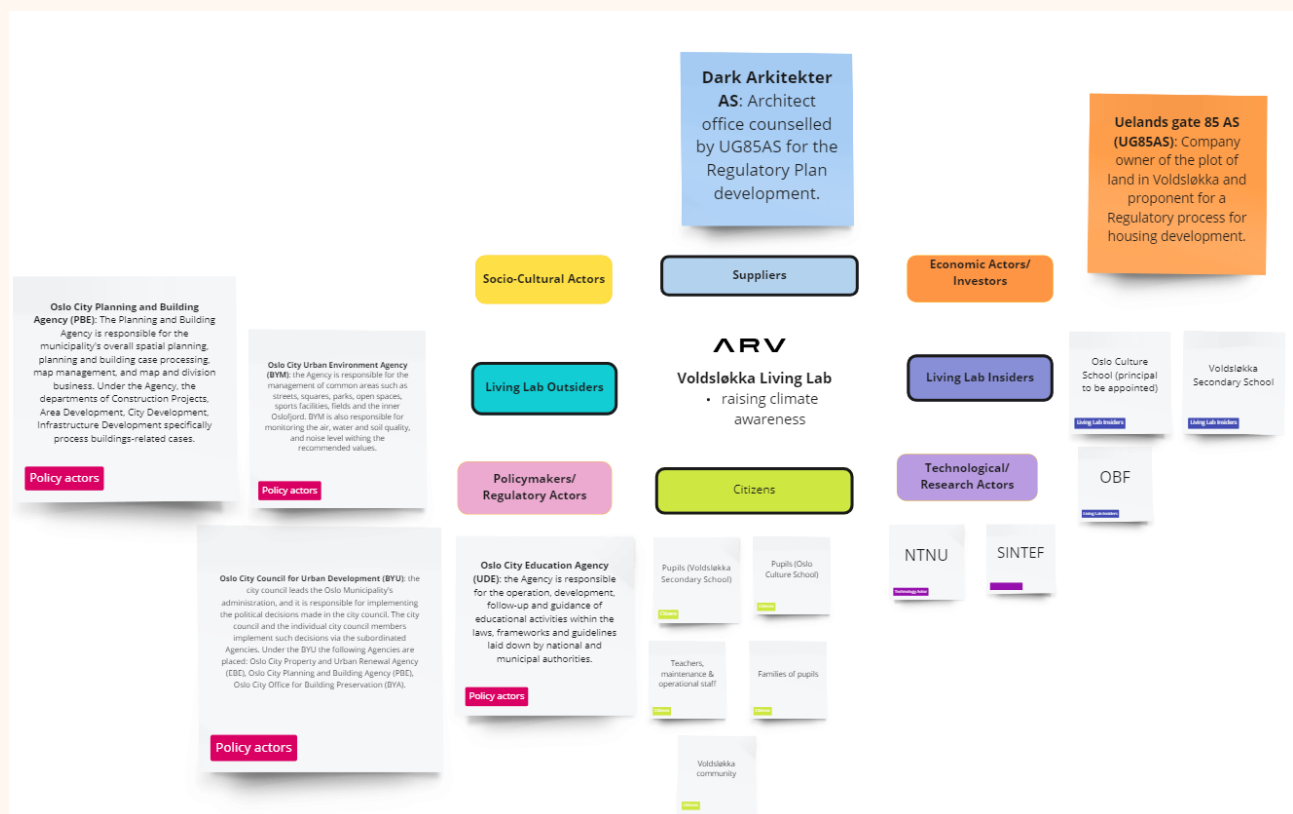 Dark Arkitekter
AS: Architect
office counselled
by UG85AS for the
Regulatory Plan
development.
Uelands gate 85 AS
(UG85AS): Company
owner of the plot of
land in Voldsløkka and
proponent for a
Regulatory process for
housing development.
Socio-Cultural Actors
Suppliers
Economic Actors/
Investors
Oslo City Planning and Building
Agency (PBE): The Planning and Building
Agency is responsible for the
municipality's overall spatial planning,
planning and building case processing,
map management, and map and division
business. Under the Agency, the
departments of Construction Projects,
Area Development, City Development,
Infrastructure Development specifically
process buildings-related cases.
Policy actors
Oslo City Urban Environment Agency
(BYM): the Agency is responsible for the
management of common areas such as
streets, squares, parks, open spaces,
sports facilities, fields and the inner
Oslofjord. BYM is also responsible for
monitoring the air, water and soil quality,
and noise level withing the
recommended values.
Policy actors
Living Lab Outsiders
ARV
Voldsløkka Living Lab
• raising climate
awareness
Living Lab Insiders
Oslo Culture
School (principal
to be appointed)
Living Lab Insiders
Voldsløkka
Secondary School
Living Lab Insiders
OBF
Living Lab Insiders
Policymakers/
Regulatory Actors
Citizens
Technological/
Research Actors
NTNU
Technology Actor
SINTEF
Oslo City Council for Urban Development (BYU): the
city council leads the Oslo Municipality's
administration, and it is responsible for implementing
the political decisions made in the city council. The city
council and the individual city council members
implement such decisions via the subordinated
Agencies. Under the BYU the following Agencies are
placed: Oslo City Property and Urban Renewal Agency
(EBE), Oslo City Planning and Building Agency (PBE),
Oslo City Office for Building Preservation (BYA).
Policy actors
Oslo City Education Agency
(UDE): the Agency is responsible
for the operation, development,
follow-up and guidance of
educational activities within the
laws, frameworks and guidelines
laid down by national and
municipal authorities.
Policy actors
Pupils (Voldsløkka
Secondary School)
Citizens
Pupils (Oslo
Culture School)
Citizens
Teachers,
maintenance &
operational staff
Citizens
Families of pupils
Citizens
Voldsløkka
community
Citizens